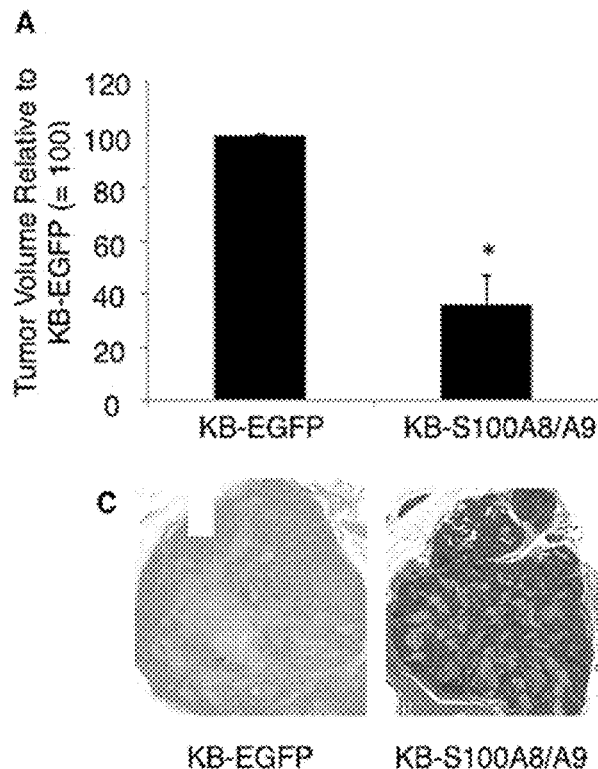 A
Tumor Volume Relative to
KB-EGFP (= 100)
120
100
80
60
40
20
0
*
KB-EGFP
KB-S100A8/A9
C
KB-EGFP
KB-S100A8/A9